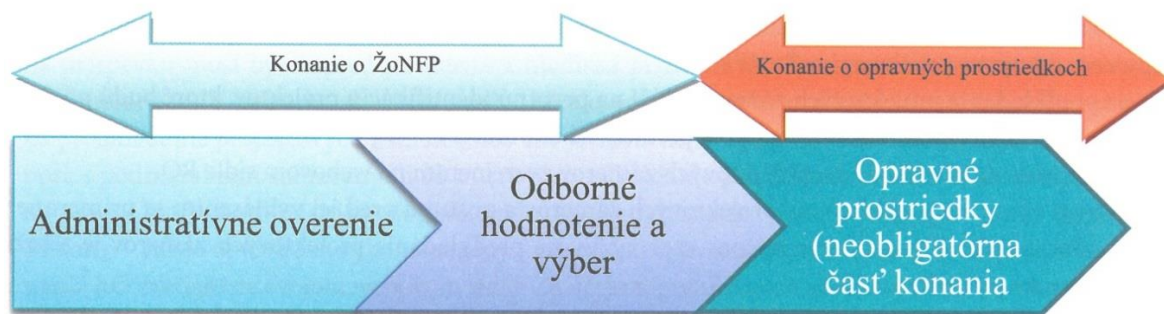 Konanie o ŽoNFP
Konanie o opravných prostriedkoch
Administratívne overenie
Odborné
hodnotenie a
výber
Opravné
prostriedky
(neobligatórna
časť konania